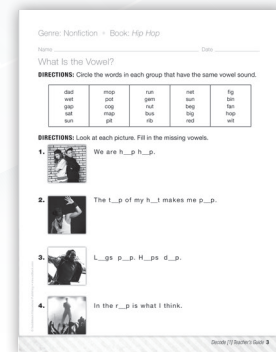 Genre: Nonfiction • Book: Hip Hop
Name Date
What Is the Vowel?
DIRECTIONS: Circle the words in each group that have the same vowel sound.
dad mop run net fig
wet pot gem sun bin
gap cog nut beg fan
sat map bus big hop
sun pit rib red wit
DIRECTIONS: Look at each picture. Fill in the missing vowels.
1. We are h__p h__p.
2. The t__p of my h__t makes me p__p.
3. L__gs p__p. H__ps d__p.
4. In the r__p is what I think.
Decode [1] Teacher's Guide 3